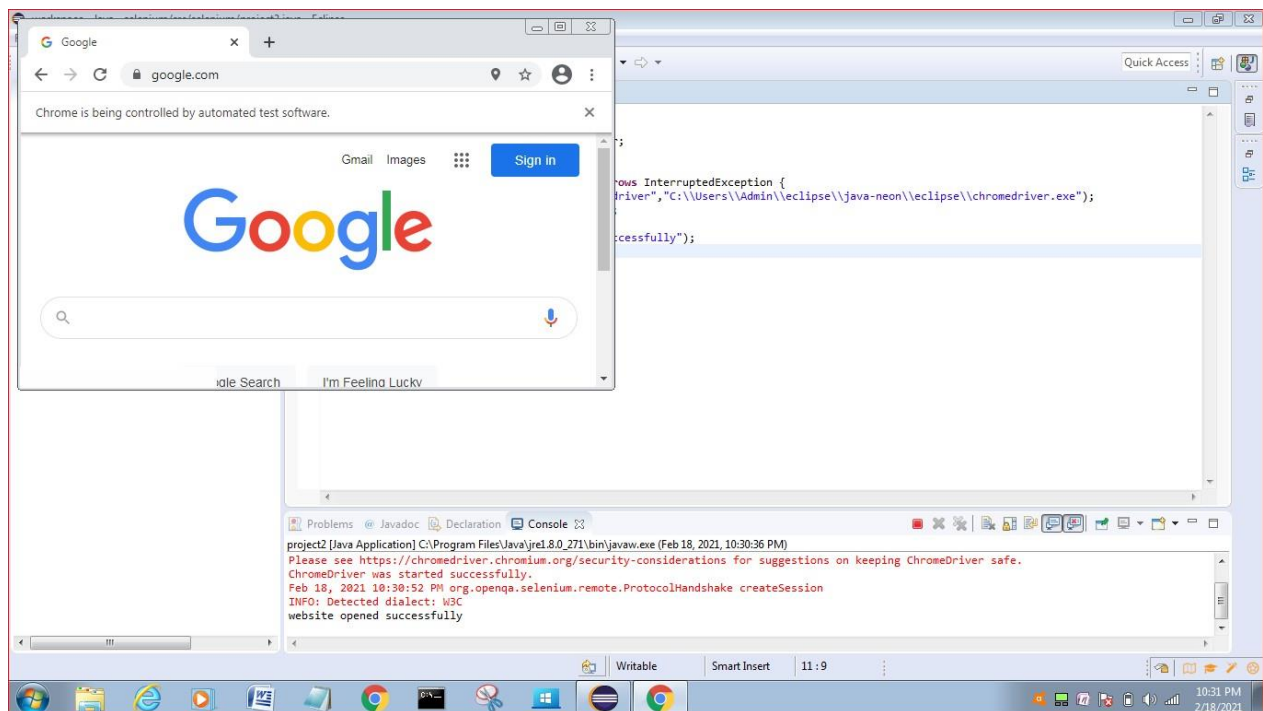 Google
google.com
Chrome is being controlled by automated test software.
Gmail Images Sign in
Google
Search I'm Feeling Lucky
Quick Access
InterruptedException {
"C:\\Users\\Admin\\eclipse\\java-neon\\eclipse\\chromedriver.exe");
");
Problems @ Javadoc Declaration Console
project2 [Java Application] C:\Program Files\Java\jre1.8.0_271\bin\javaw.exe (Feb 18, 2021, 10:30:36 PM)
Please see https://chromedriver.chromium.org/security-considerations for suggestions on keeping ChromeDriver safe.
ChromeDriver was started successfully.
Feb 18, 2021 10:30:52 PM org.openqa.selenium.remote.ProtocolHandshake createSession
INFO: Detected dialect: W3C
website opened successfully
Writable Smart Insert 11 : 9
10:31 PM
2/18/2021